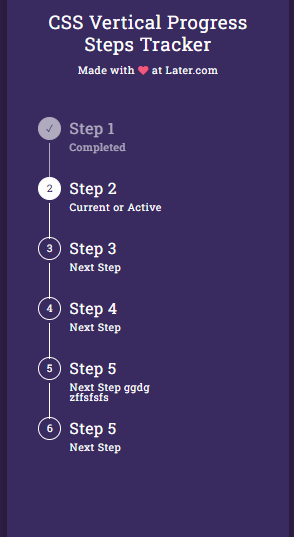 CSS Vertical Progress
Steps Tracker
Made with ❤ at Later.com
✓ Step 1
Completed
2 Step 2
Current or Active
3 Step 3
Next Step
4 Step 4
Next Step
5 Step 5
Next Step ggdg
zffsfsfs
6 Step 5
Next Step